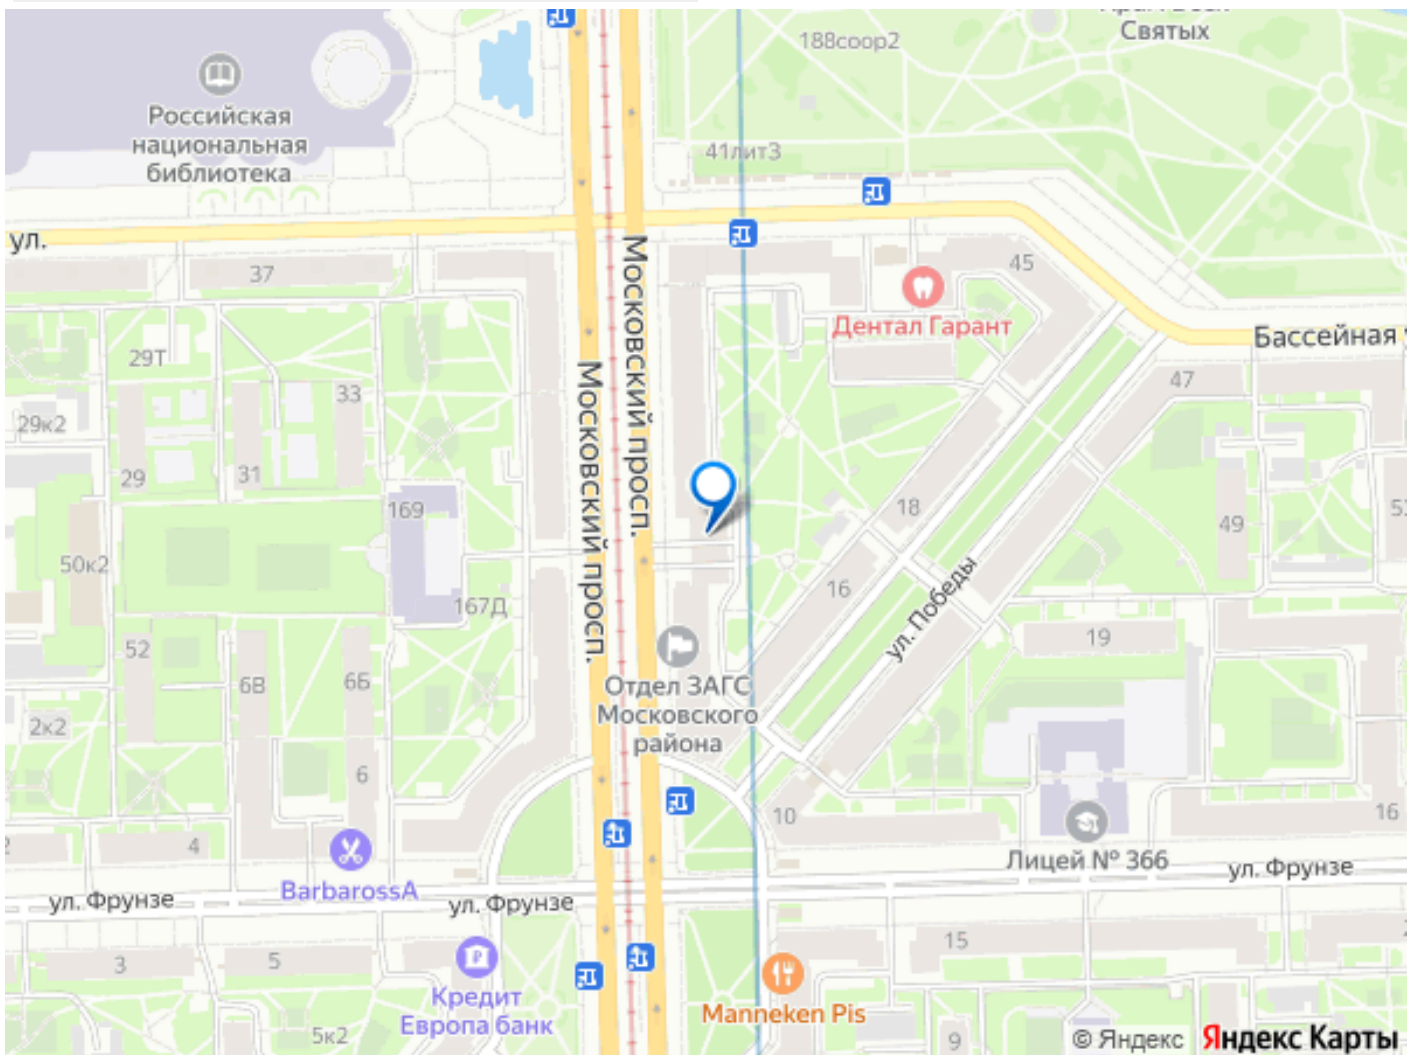 Святых
188соор2
Российская
национальная
библиотека
41лит3
ул.
37
Московский просп.
45
Дентал Гарант
Бассейная
29Т
33
47
29к2
29
31
169
18
49
50к2
Московский просп.
16
167Д
ул. Победы
19
52
6В
6Б
Отдел ЗАГС
Московского
района
2к2
6
10
16
4
Лицей № 366
BarbarossA
ул. Фрунзе
ул. Фрунзе
ул. Фрунзе
3
5
15
Кредит
Европа банк
Manneken Pis
5к2
9
© Яндекс
Яндекс Карты